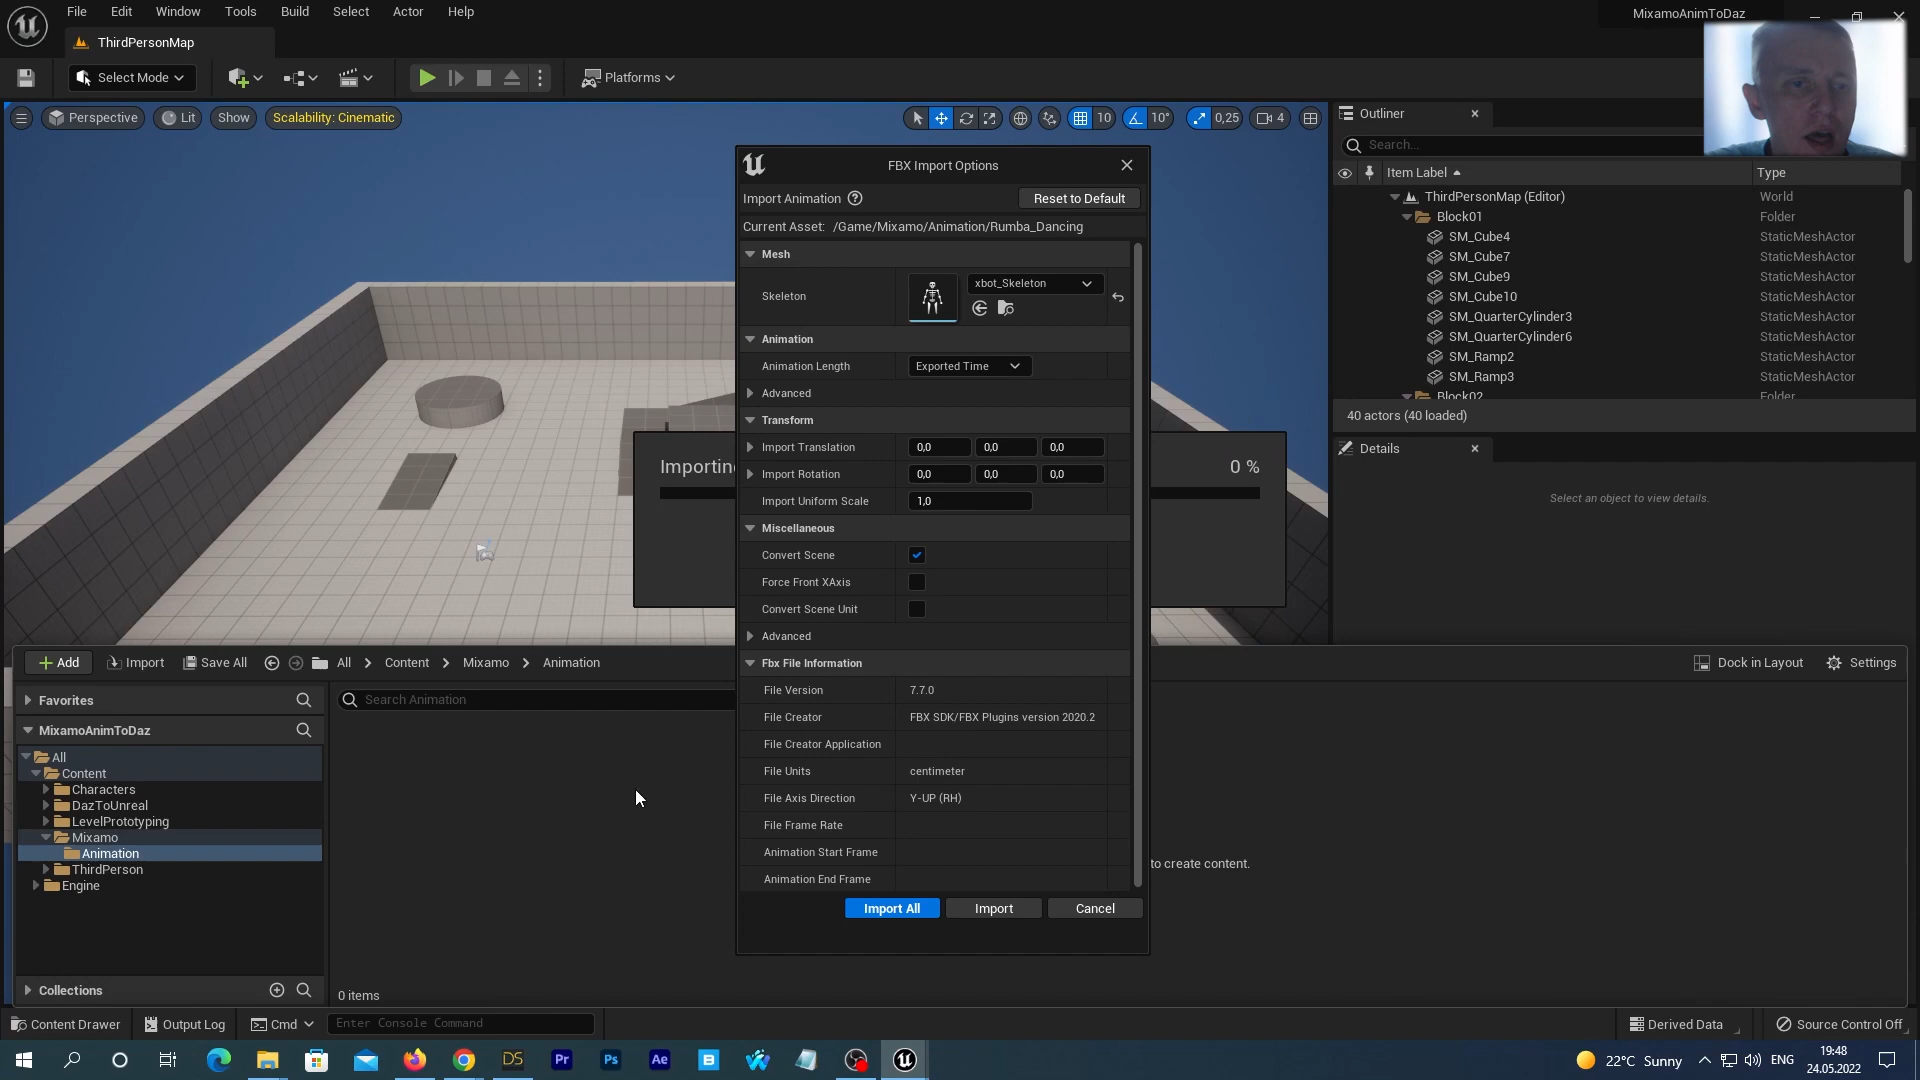 File Edit Window Tools Build Select Actor Help
MixamoAnimToDaz
ThirdPersonMap
Select Mode
Platforms
Perspective
Lit
Show
Scalability: Cinematic
10
10°
0,25
4
Outliner
Search...
Item Label
Type
ThirdPersonMap (Editor) World
Block01 Folder
SM_Cube4 StaticMeshActor
SM_Cube7 StaticMeshActor
SM_Cube9 StaticMeshActor
SM_Cube10 StaticMeshActor
SM_QuarterCylinder3 StaticMeshActor
SM_QuarterCylinder6 StaticMeshActor
SM_Ramp2 StaticMeshActor
SM_Ramp3 StaticMeshActor
Block02 Folder
40 actors (40 loaded)
Details
Select an object to view details.
FBX Import Options
Import Animation
Reset to Default
Current Asset: /Game/Mixamo/Animation/Rumba_Dancing
Mesh
Skeleton
xbot_Skeleton
Animation
Animation Length Exported Time
Advanced
Transform
Import Translation 0,0 0,0 0,0
Import Rotation 0,0 0,0 0,0
Import Uniform Scale 1,0
Miscellaneous
Convert Scene
Force Front XAxis
Convert Scene Unit
Advanced
Fbx File Information
File Version 7.7.0
File Creator FBX SDK/FBX Plugins version 2020.2
File Creator Application
File Units centimeter
File Axis Direction Y-UP (RH)
File Frame Rate
Animation Start Frame
Animation End Frame
Import All
Import
Cancel
Importin
0 %
Add
Import
Save All
All
Content
Mixamo
Animation
Dock in Layout
Settings
Favorites
Search Animation
MixamoAnimToDaz
All
Content
Characters
DazToUnreal
LevelPrototyping
Mixamo
Animation
ThirdPerson
Engine
to create content.
Collections
0 items
Content Drawer
Output Log
Cmd
Enter Console Command
Derived Data
Source Control Off
DS
Pr
Ps
Ae
B
22°C Sunny
ENG
19:48
24.05.2022